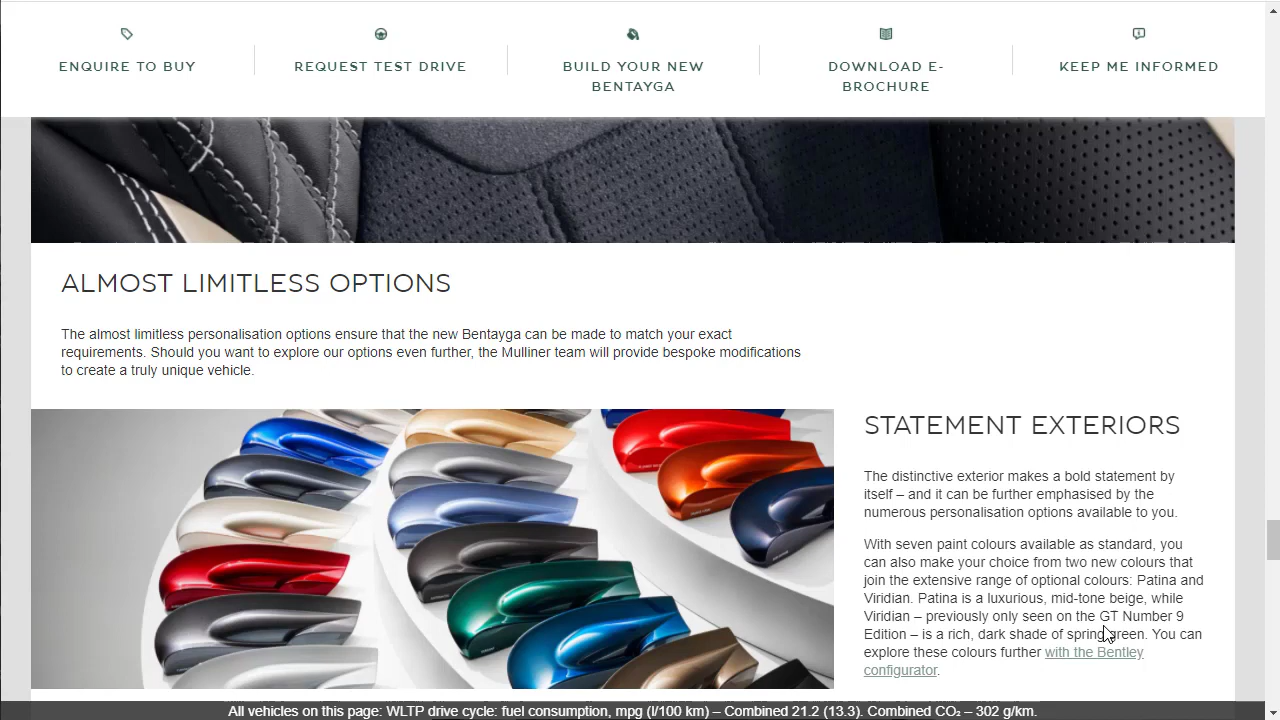 ENQUIRE TO BUY
REQUEST TEST DRIVE
BUILD YOUR NEW
BENTAYGA
DOWNLOAD E-
BROCHURE
KEEP ME INFORMED
ALMOST LIMITLESS OPTIONS
The almost limitless personalisation options ensure that the new Bentayga can be made to match your exact
requirements. Should you want to explore our options even further, the Mulliner team will provide bespoke modifications
to create a truly unique vehicle.
STATEMENT EXTERIORS
The distinctive exterior makes a bold statement by
itself – and it can be further emphasised by the
numerous personalisation options available to you.
With seven paint colours available as standard, you
can also make your choice from two new colours that
join the extensive range of optional colours: Patina and
Viridian. Patina is a luxurious, mid-tone beige, while
Viridian – previously only seen on the GT Number 9
Edition – is a rich, dark shade of spring green. You can
explore these colours further with the Bentley
configurator.
All vehicles on this page: WLTP drive cycle: fuel consumption, mpg (l/100 km) – Combined 21.2 (13.3). Combined CO₂ – 302 g/km.